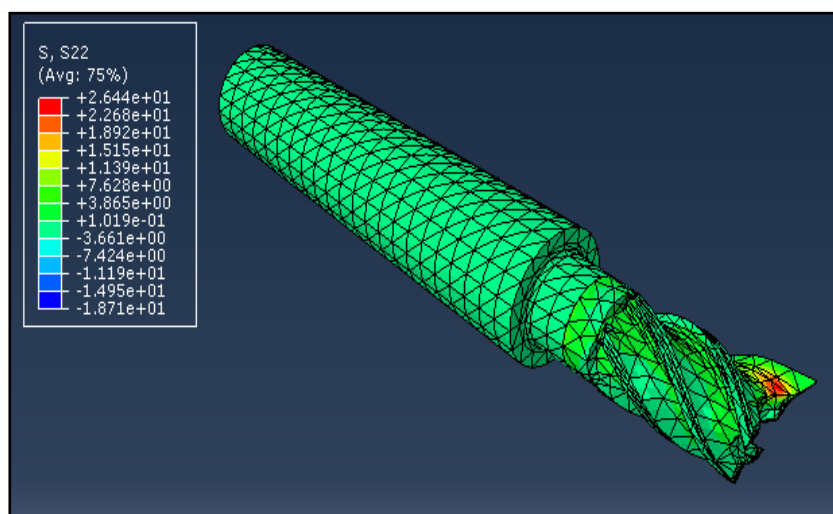 S, S22
(Avg: 75%)
+2.644e+01
+2.268e+01
+1.892e+01
+1.515e+01
+1.139e+01
+7.628e+00
+3.865e+00
+1.019e-01
-3.661e+00
-7.424e+00
-1.119e+01
-1.495e+01
-1.871e+01